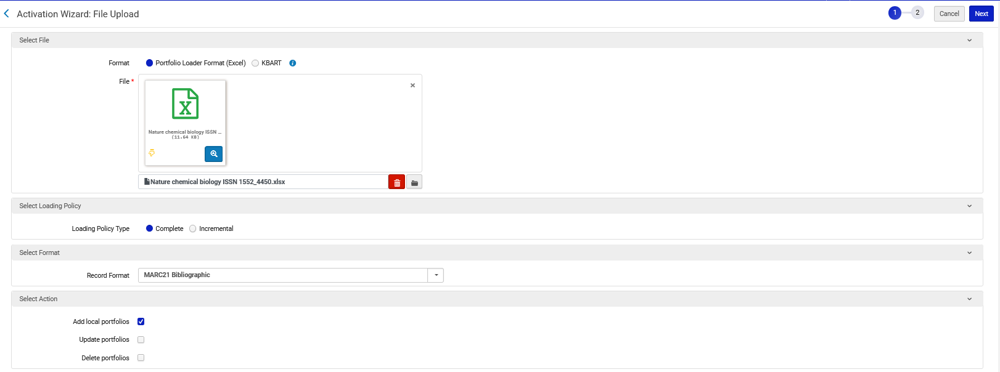 Activation Wizard: File Upload
1
2
Cancel
Next
Select File
Format
Portfolio Loader Format (Excel)
KBART
File *
Nature chemical biology ISSN ...
(11.64 KB)
Nature chemical biology ISSN 1552_4450.xlsx
Select Loading Policy
Loading Policy Type
Complete
Incremental
Select Format
Record Format
MARC21 Bibliographic
Select Action
Add local portfolios
Update portfolios
Delete portfolios